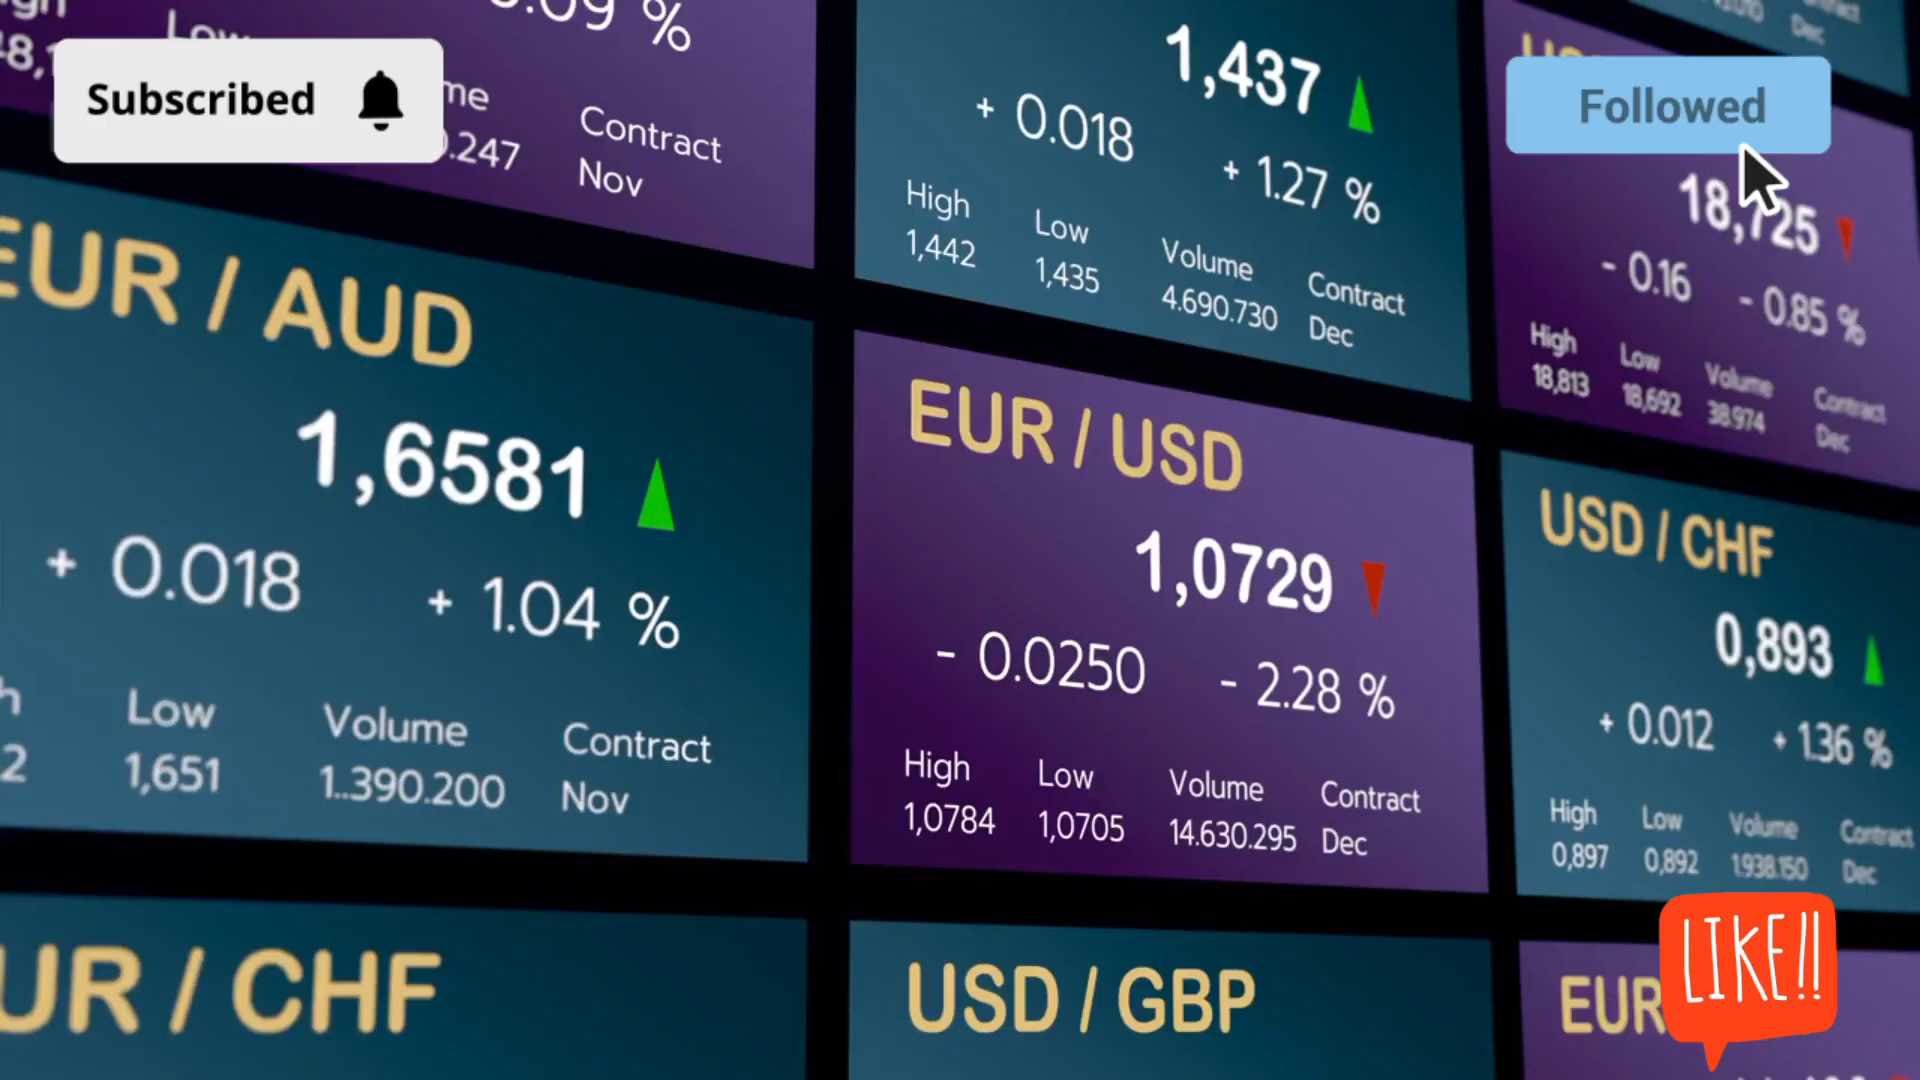 Low
%
Subscribed
Contract
Nov
1,437
+ 0.018
+ 1.27 %
High
Low
Volume
Contract
1,442
1,435
4.690.730
Dec
Dec
Followed
18,725
- 0.16
- 0.85 %
High
Low
Volume
Contract
18,813
18,692
38.974
Dec
EUR / AUD
1,6581
+ 0.018
+ 1.04 %
Low
Volume
Contract
1,651
1..390.200
Nov
EUR / USD
1,0729
- 0.0250
- 2.28 %
High
Low
Volume
Contract
1,0784
1,0705
14.630.295
Dec
USD / CHF
0,893
+ 0.012
+ 1.36 %
High
Low
Volume
Contract
0,897
0,892
1.938.150
Dec
UR / CHF
USD / GBP
EUR
LIKE!!